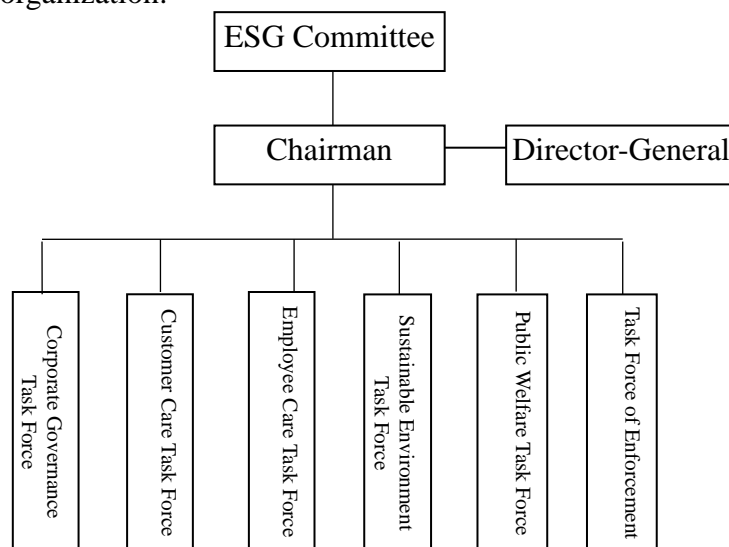 organization.
ESG Committee
Chairman
Director-General
Corporate Governance
Task Force
Customer Care Task Force
Employee Care Task Force
Sustainable Environment
Task Force
Public Welfare Task Force
Task Force of Enforcement